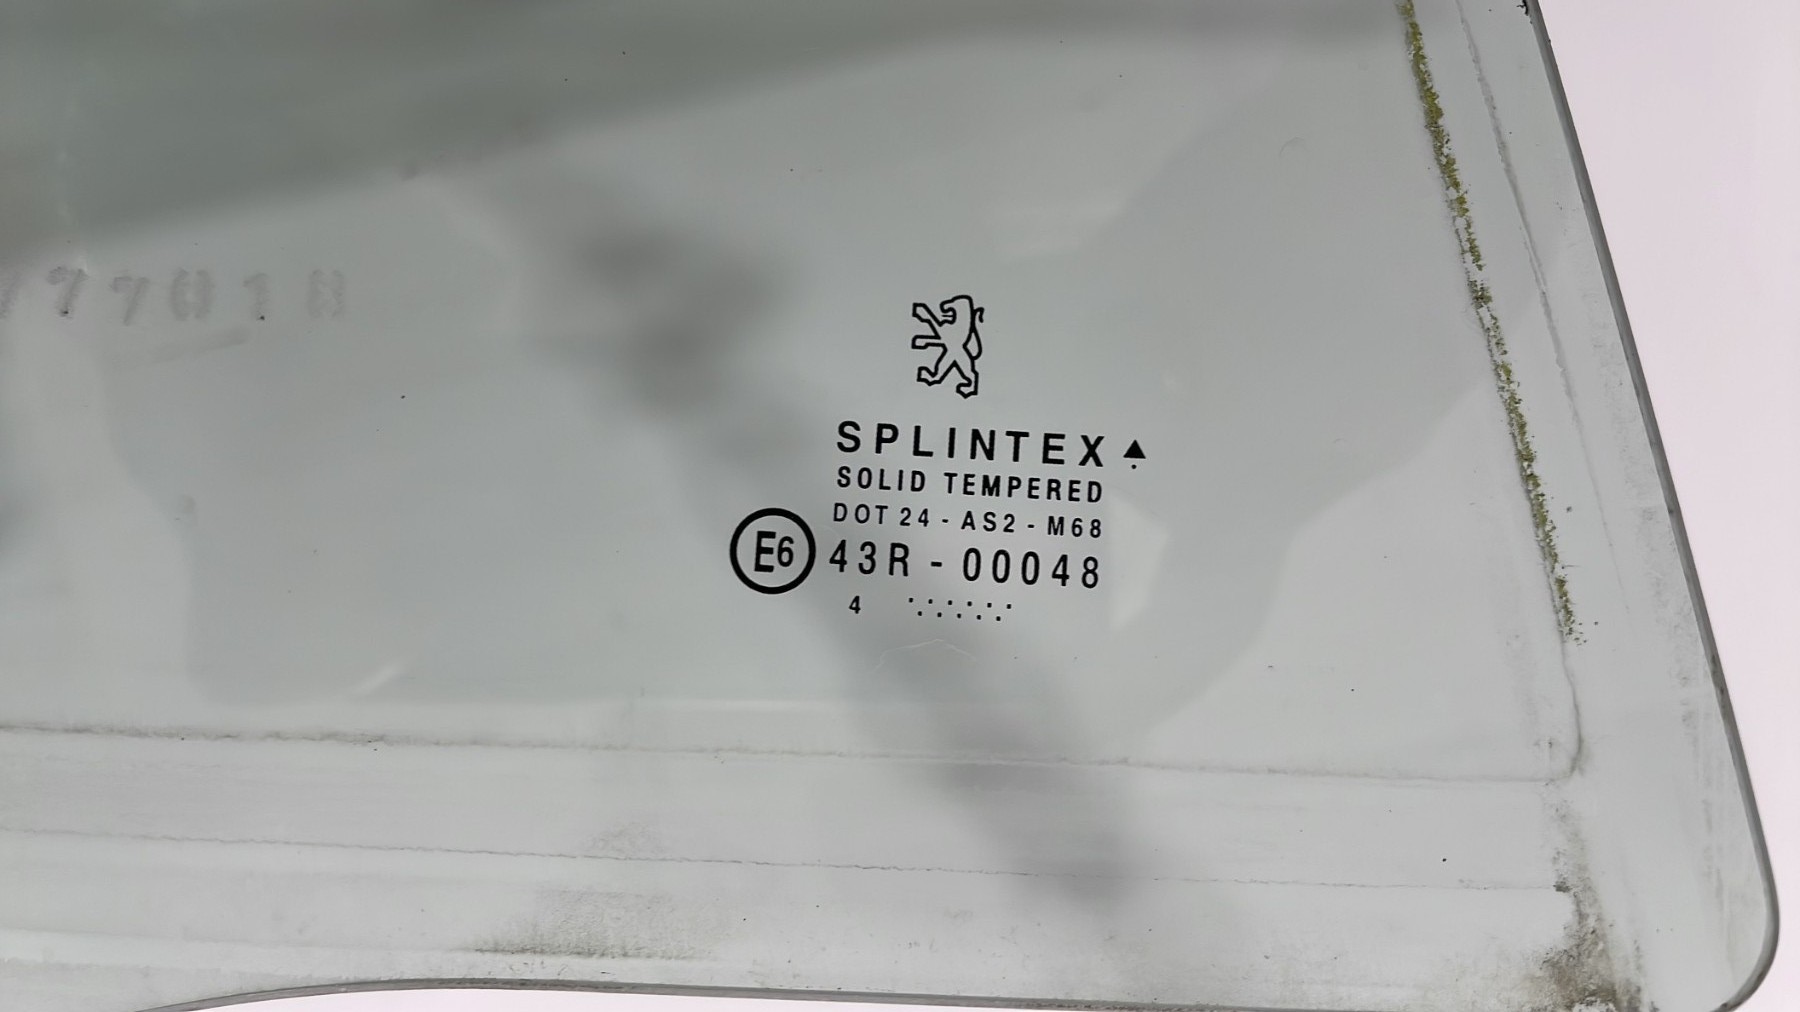 SPLINTEX
SOLID TEMPERED
DOT 24 - AS2 - M68
E6 43R - 00048
4